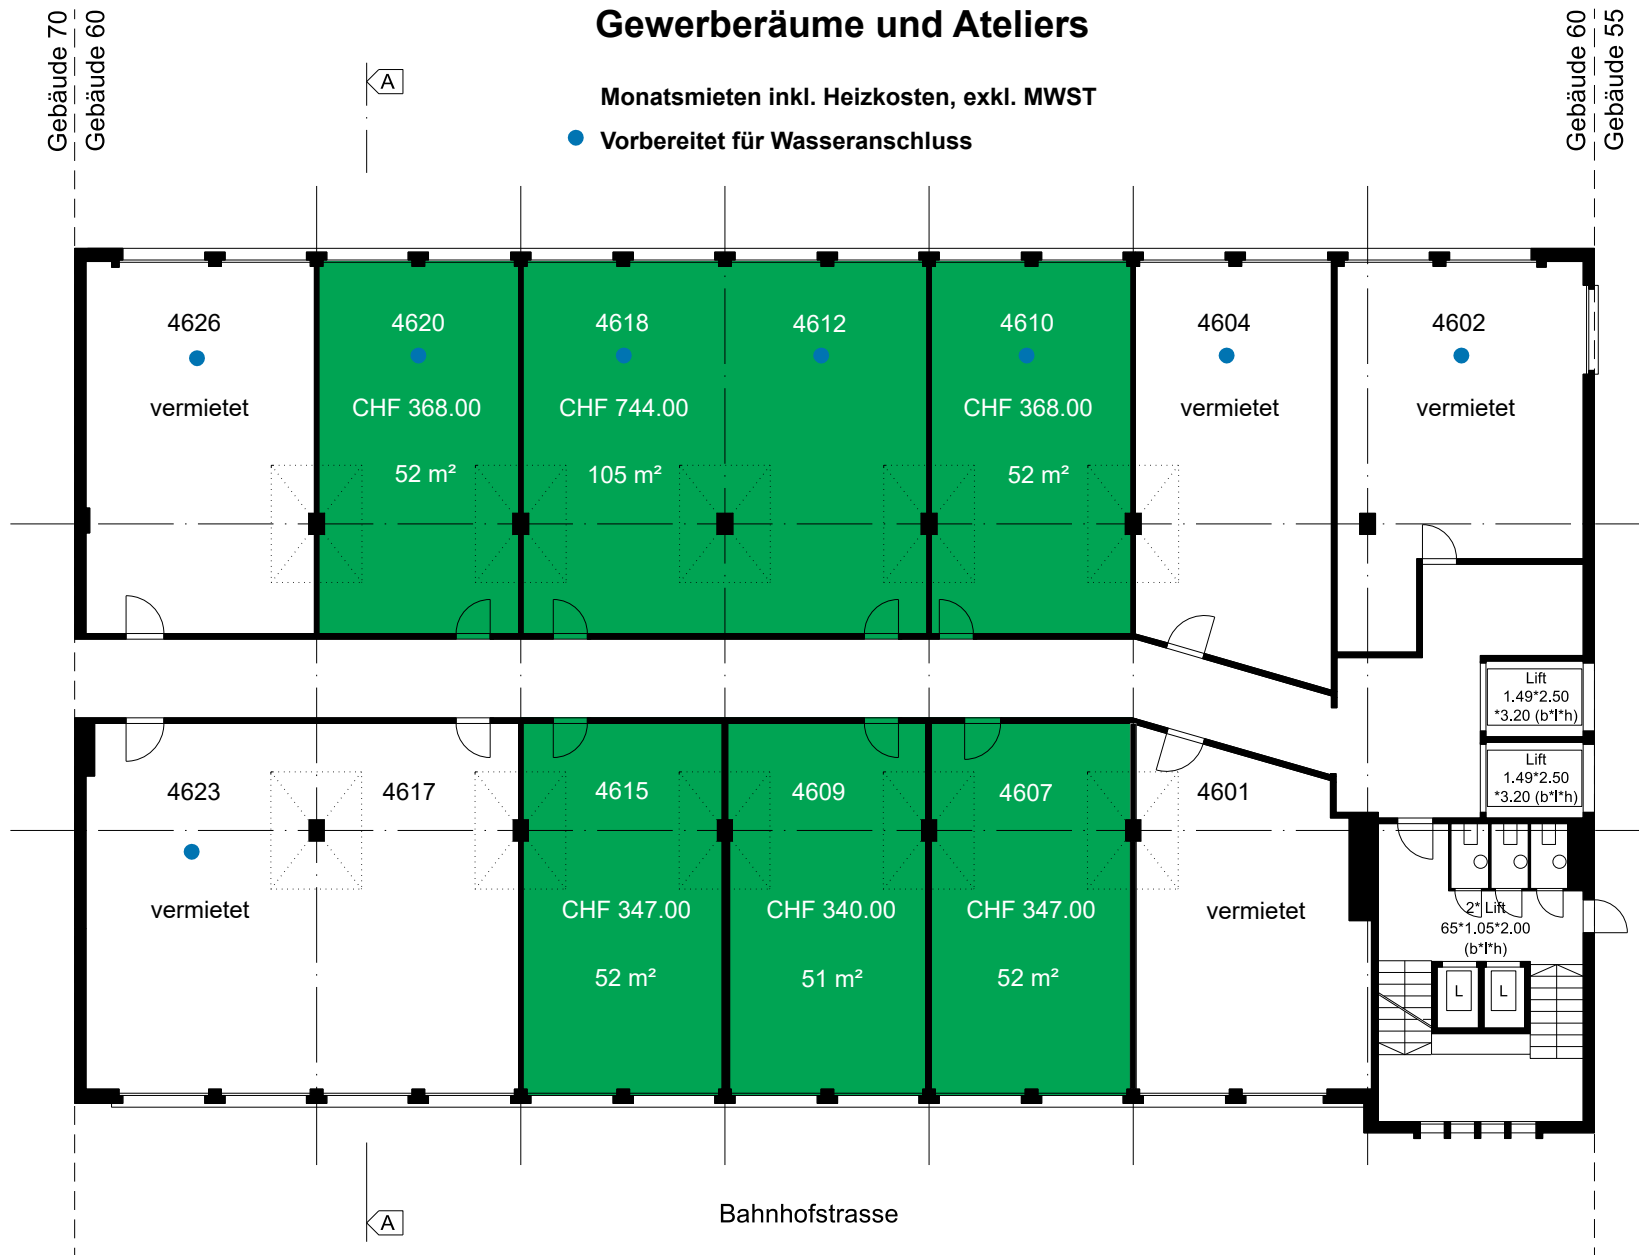 Gewerberäume und Ateliers
Gebäude 70
Gebäude 60
Gebäude 60
Gebäude 55
A
Monatsmieten inkl. Heizkosten, exkl. MWST
Vorbereitet für Wasseranschluss
4626
4620
4618
4612
4610
4604
4602
vermietet
CHF 368.00
CHF 744.00
CHF 368.00
vermietet
vermietet
52 m²
105 m²
52 m²
Lift
1.49*2.50
*3.20 (b*l*h)
Lift
1.49*2.50
*3.20 (b*l*h)
4623
4617
4615
4609
4607
4601
vermietet
CHF 347.00
CHF 340.00
CHF 347.00
vermietet
52 m²
51 m²
52 m²
2* Lift
65*1.05*2.00
(b*l*h)
L
L
A
Bahnhofstrasse